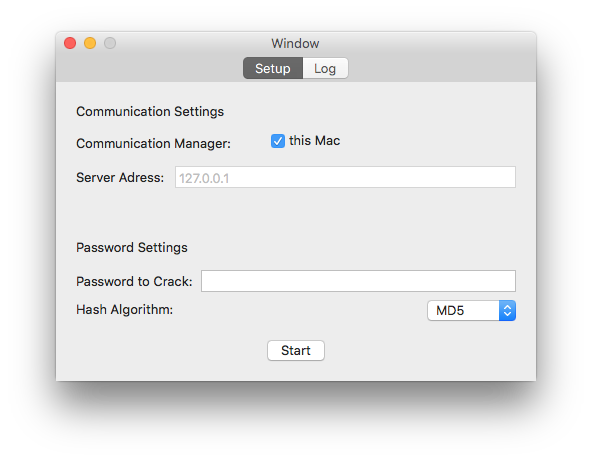 Window
Setup Log
Communication Settings
Communication Manager: this Mac
Server Adress: 127.0.0.1
Password Settings
Password to Crack:
Hash Algorithm: MD5
Start